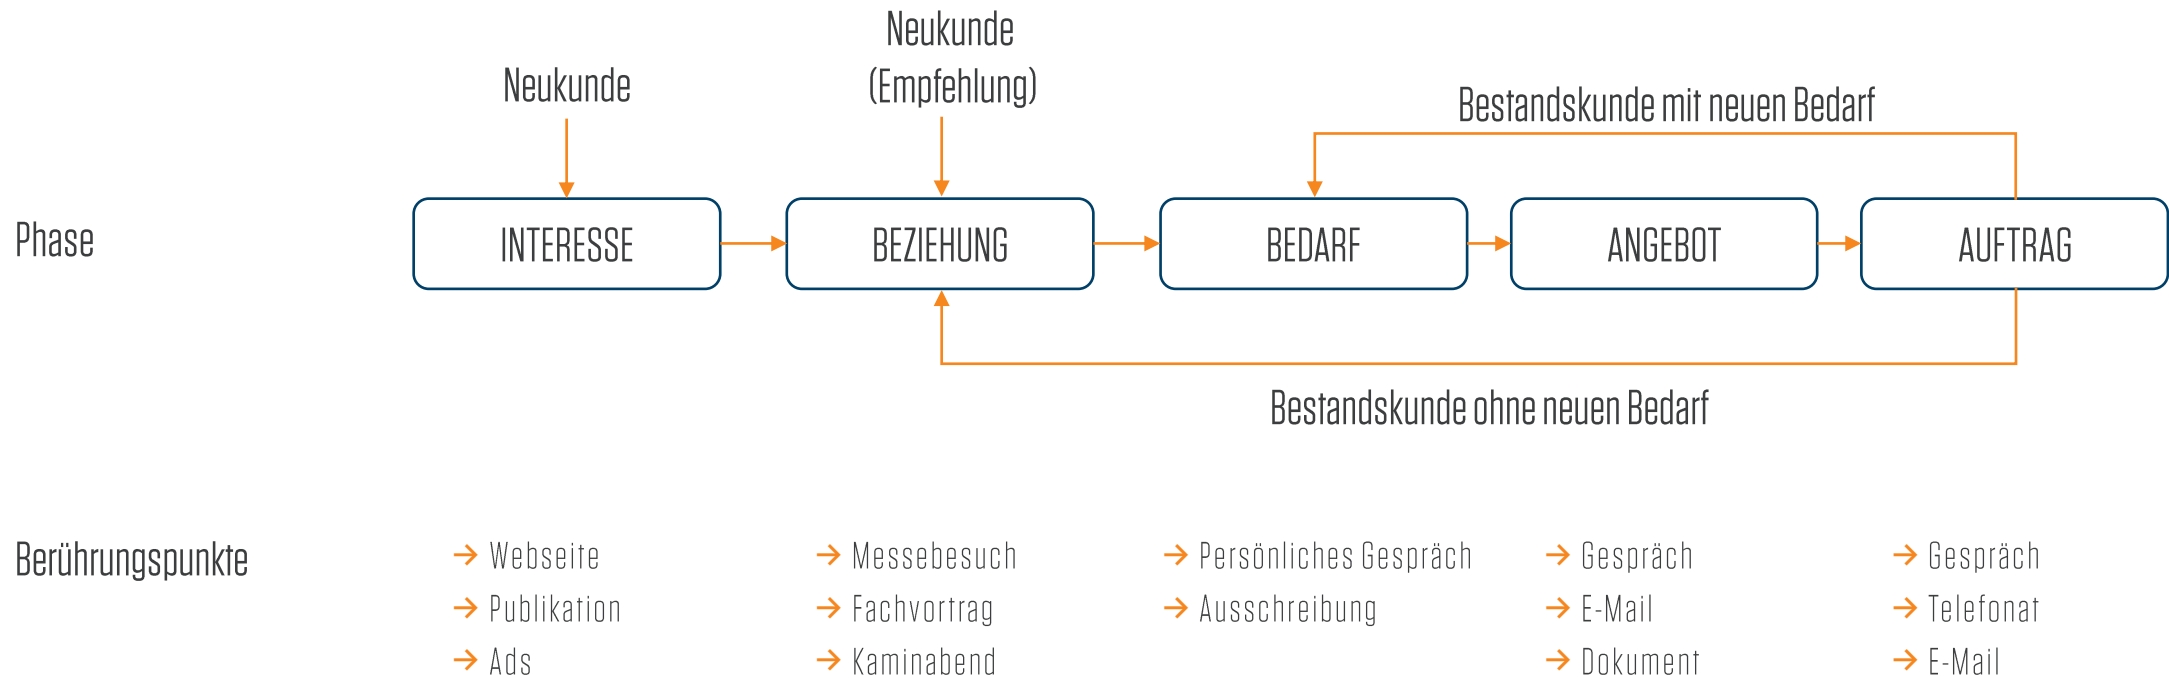 Neukunde
Neukunde
(Empfehlung)
Bestandskunde mit neuen Bedarf
Phase
INTERESSE
BEZIEHUNG
BEDARF
ANGEBOT
AUFTRAG
Bestandskunde ohne neuen Bedarf
Berührungspunkte
→ Webseite
→ Publikation
→ Ads
→ Messebesuch
→ Fachvortrag
→ Kaminabend
→ Persönliches Gespräch
→ Ausschreibung
→ Gespräch
→ E-Mail
→ Dokument
→ Gespräch
→ Telefonat
→ E-Mail